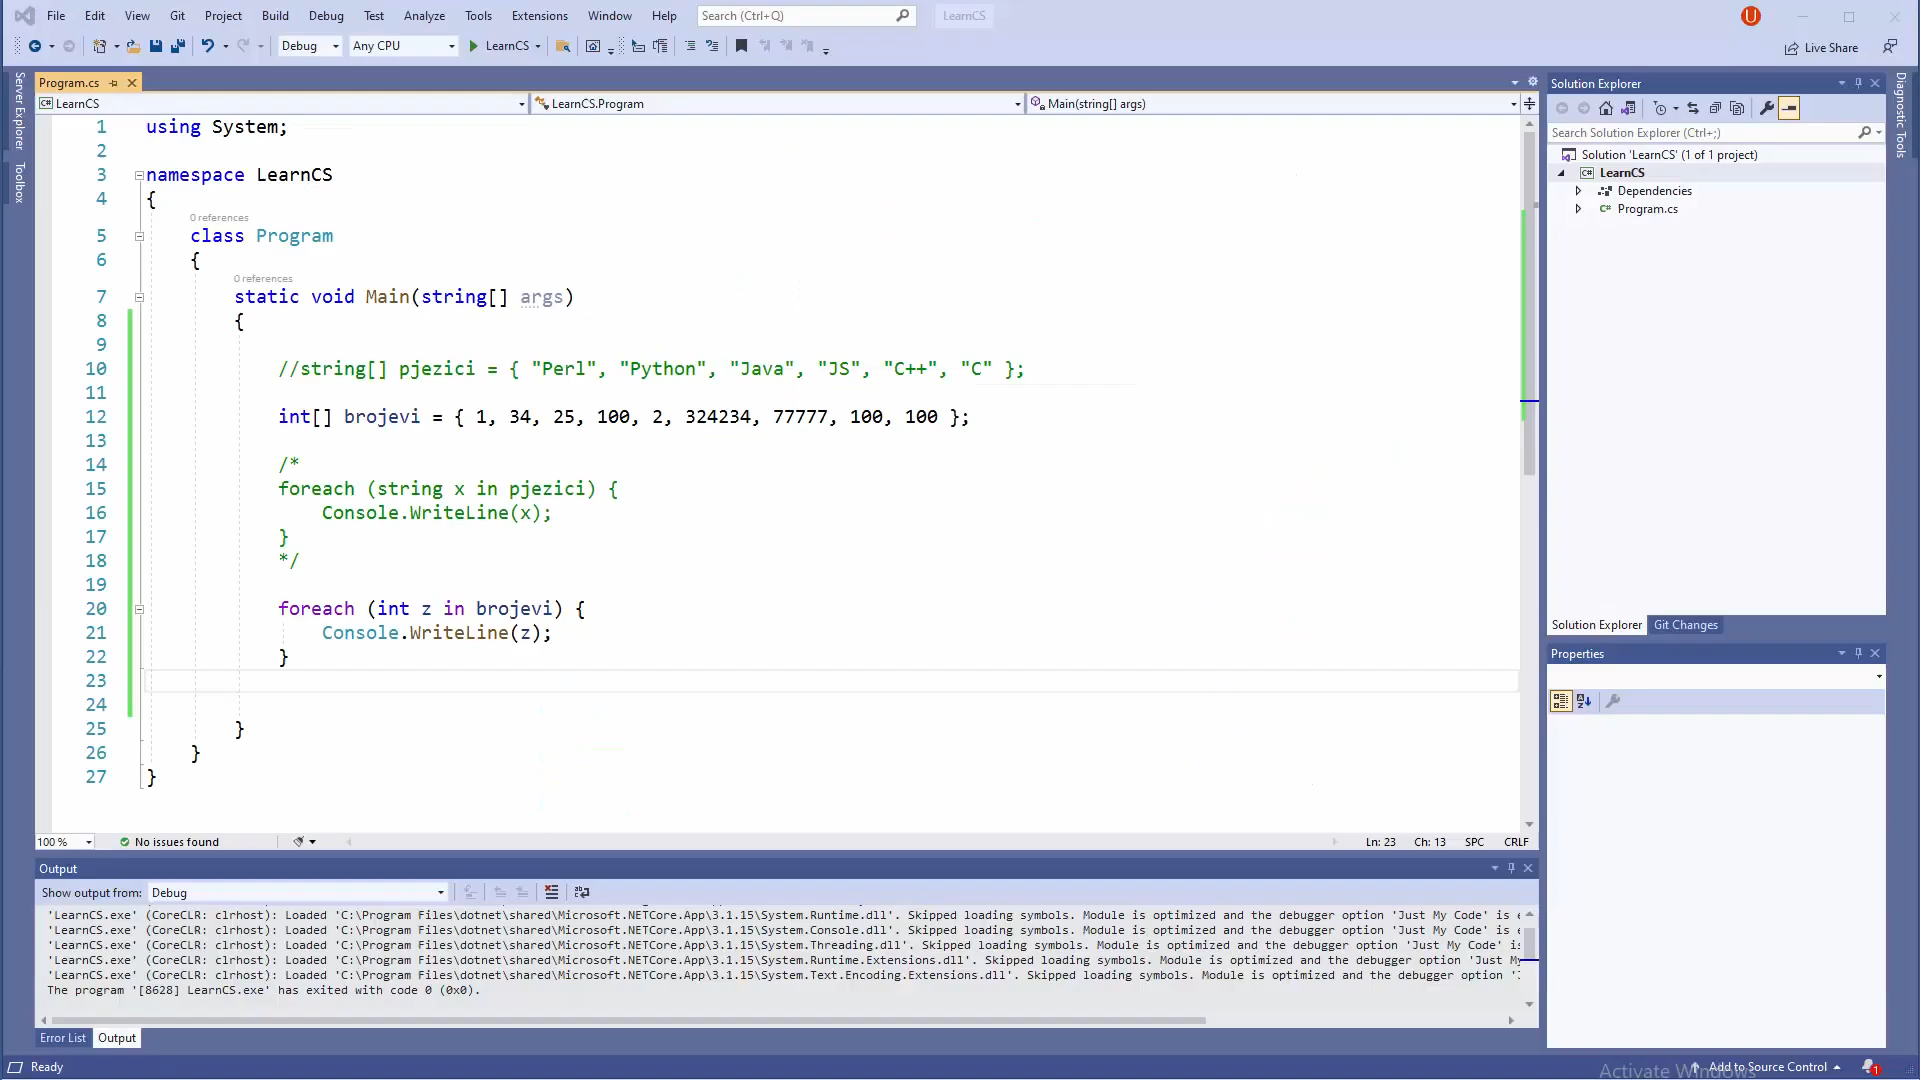 File Edit View Git Project Build Debug Test Analyze Tools Extensions Window Help Search (Ctrl+Q) LearnCS U
Debug Any CPU LearnCS Live Share
Server Explorer
Toolbox
Program.cs
LearnCS LearnCS.Program Main(string[] args)
1 using System;
2
3 namespace LearnCS
4 {
0 references
5 class Program
6 {
0 references
7 static void Main(string[] args)
8 {
9
10 //string[] pjezici = { "Perl", "Python", "Java", "JS", "C++", "C" };
11
12 int[] brojevi = { 1, 34, 25, 100, 2, 324234, 77777, 100, 100 };
13
14 /*
15 foreach (string x in pjezici) {
16 Console.WriteLine(x);
17 }
18 */
19
20 foreach (int z in brojevi) {
21 Console.WriteLine(z);
22 }
23
24
25 }
26 }
27 }
100 % No issues found Ln: 23 Ch: 13 SPC CRLF
Output
Show output from: Debug
'LearnCS.exe' (CoreCLR: clrhost): Loaded 'C:\Program Files\dotnet\shared\Microsoft.NETCore.App\3.1.15\System.Runtime.dll'. Skipped loading symbols. Module is optimized and the debugger option 'Just My Code' is
'LearnCS.exe' (CoreCLR: clrhost): Loaded 'C:\Program Files\dotnet\shared\Microsoft.NETCore.App\3.1.15\System.Console.dll'. Skipped loading symbols. Module is optimized and the debugger option 'Just My Code' is
'LearnCS.exe' (CoreCLR: clrhost): Loaded 'C:\Program Files\dotnet\shared\Microsoft.NETCore.App\3.1.15\System.Threading.dll'. Skipped loading symbols. Module is optimized and the debugger option 'Just My Code'
'LearnCS.exe' (CoreCLR: clrhost): Loaded 'C:\Program Files\dotnet\shared\Microsoft.NETCore.App\3.1.15\System.Runtime.Extensions.dll'. Skipped loading symbols. Module is optimized and the debugger option 'Just My
'LearnCS.exe' (CoreCLR: clrhost): Loaded 'C:\Program Files\dotnet\shared\Microsoft.NETCore.App\3.1.15\System.Text.Encoding.Extensions.dll'. Skipped loading symbols. Module is optimized and the debugger option
The program '[8628] LearnCS.exe' has exited with code 0 (0x0).
Error List Output
Solution Explorer
Search Solution Explorer (Ctrl+;)
Solution 'LearnCS' (1 of 1 project)
LearnCS
Dependencies
Program.cs
Solution Explorer Git Changes
Properties
Diagnostic Tools
Ready Activate Windows Add to Source Control 1